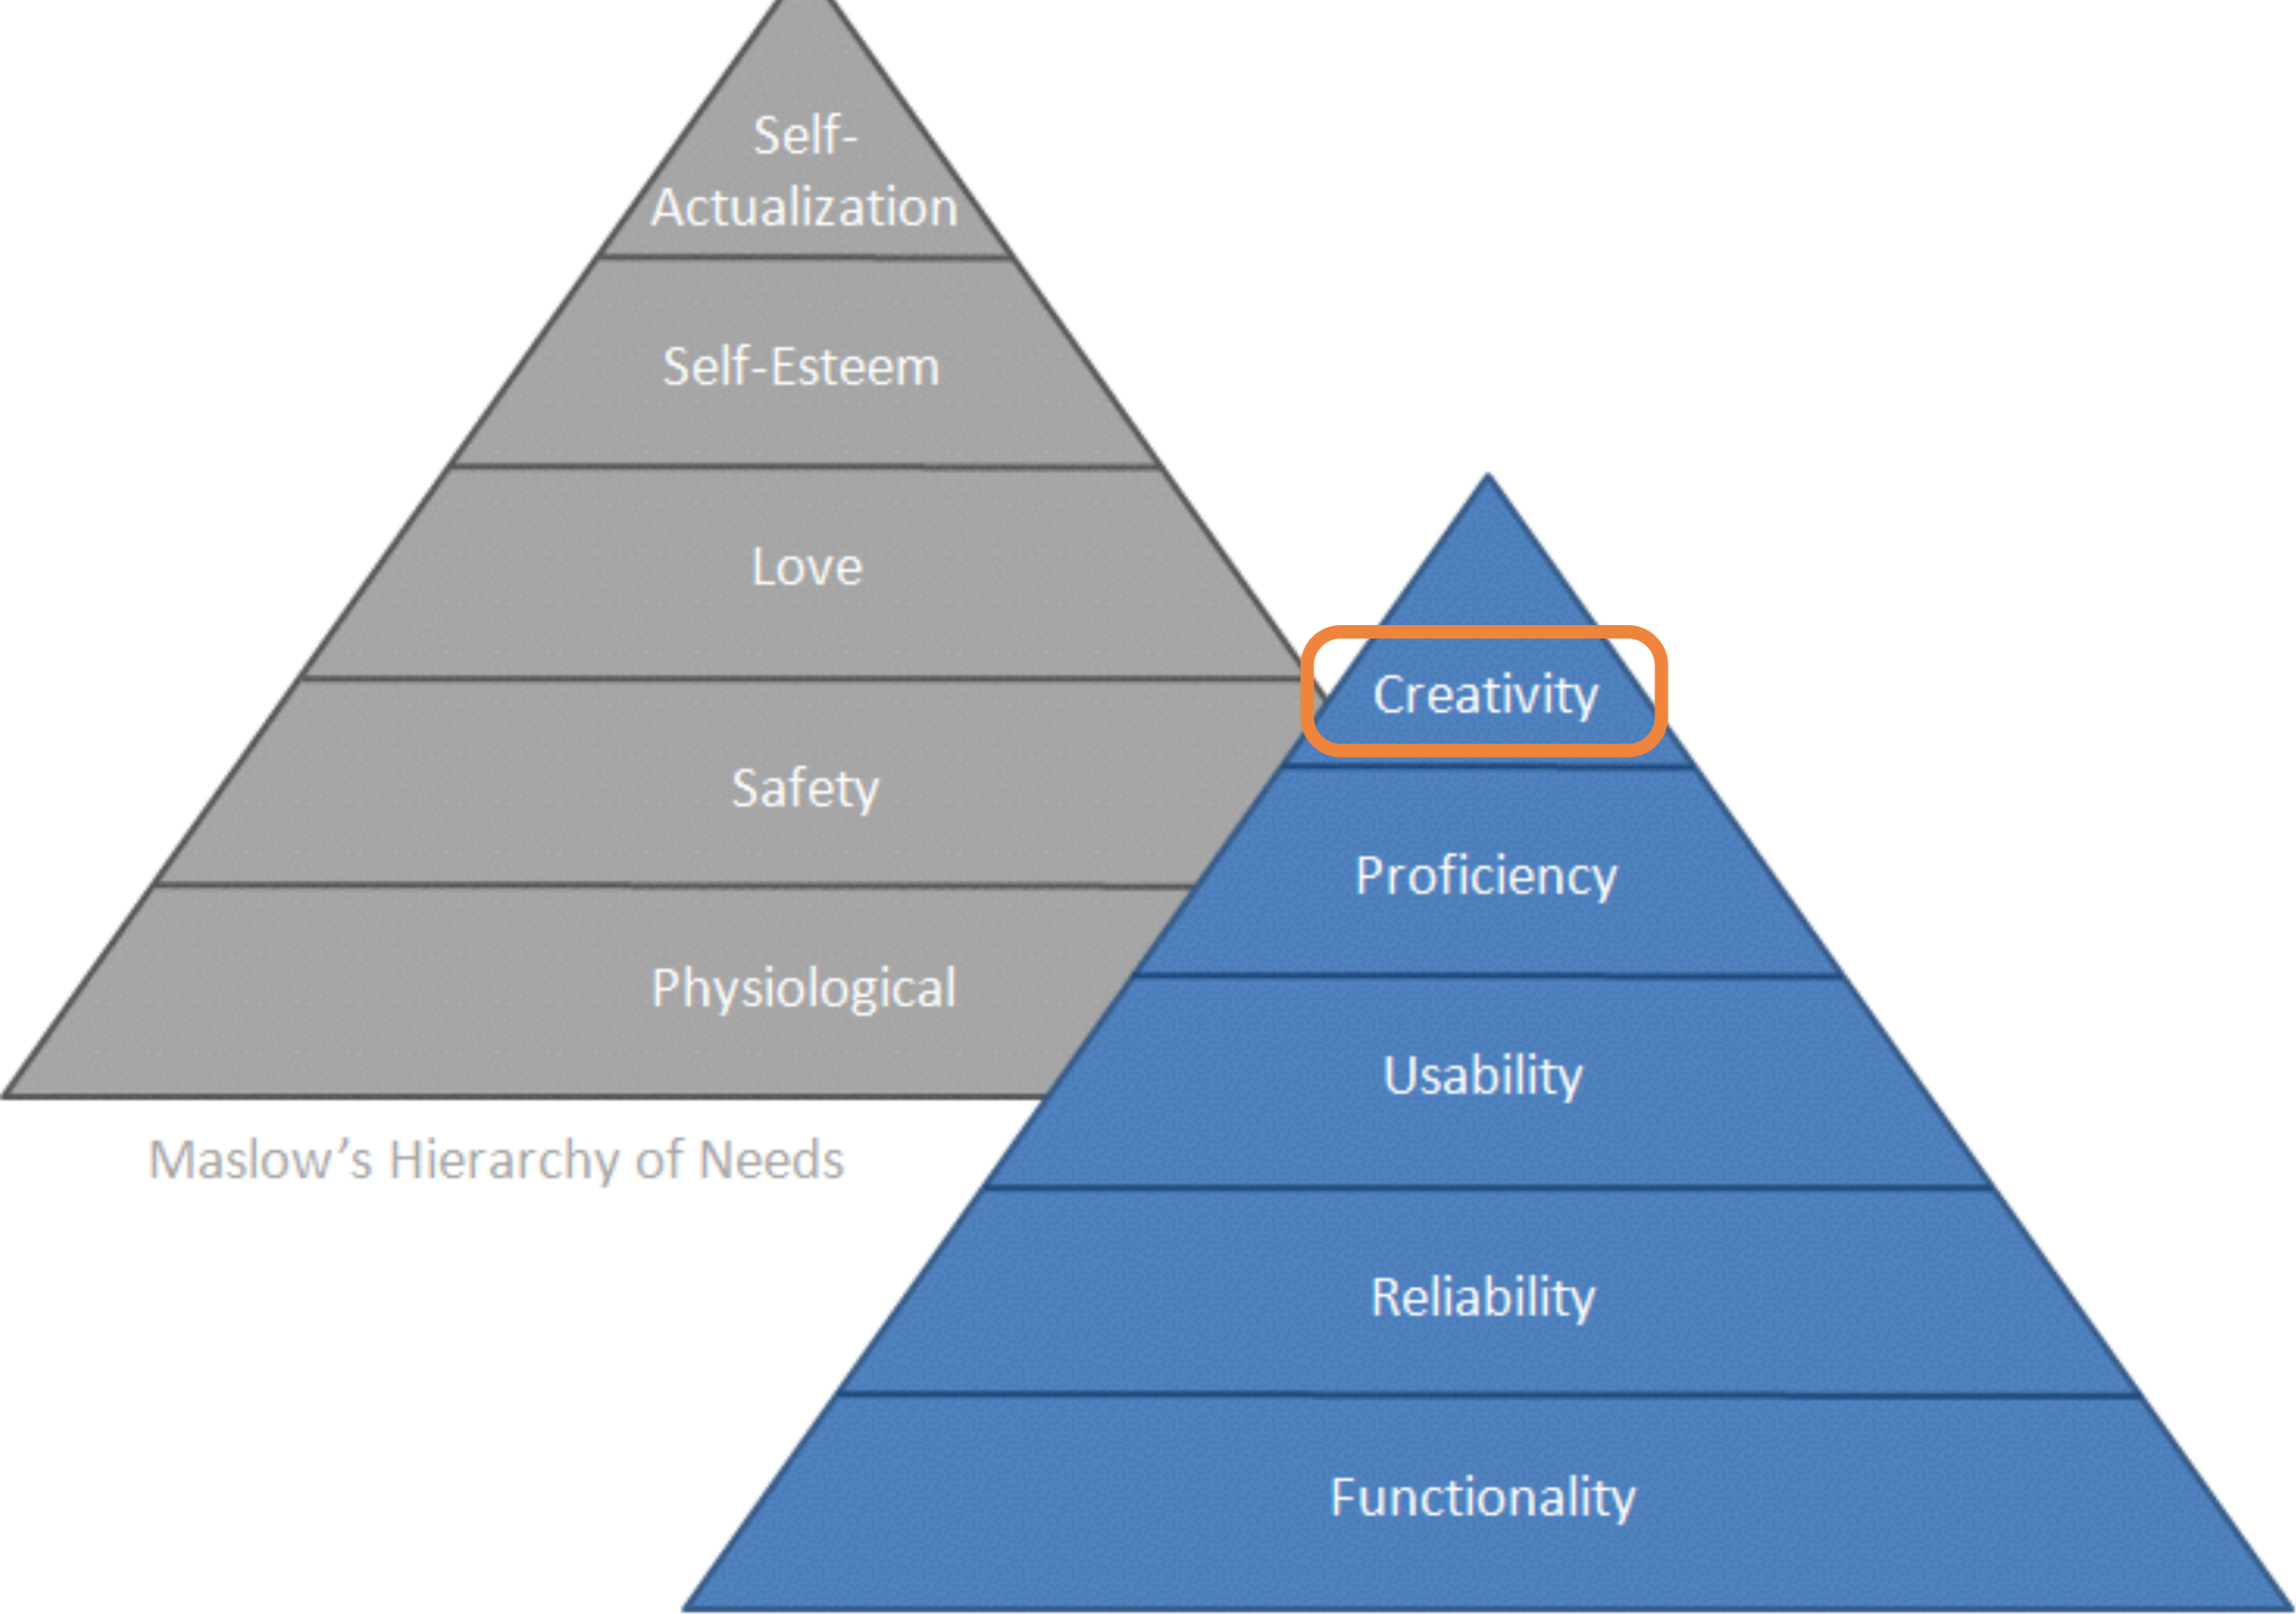 Self-
Actualization
Self-Esteem
Love
Safety
Physiological
Maslow’s Hierarchy of Needs
Creativity
Proficiency
Usability
Reliability
Functionality